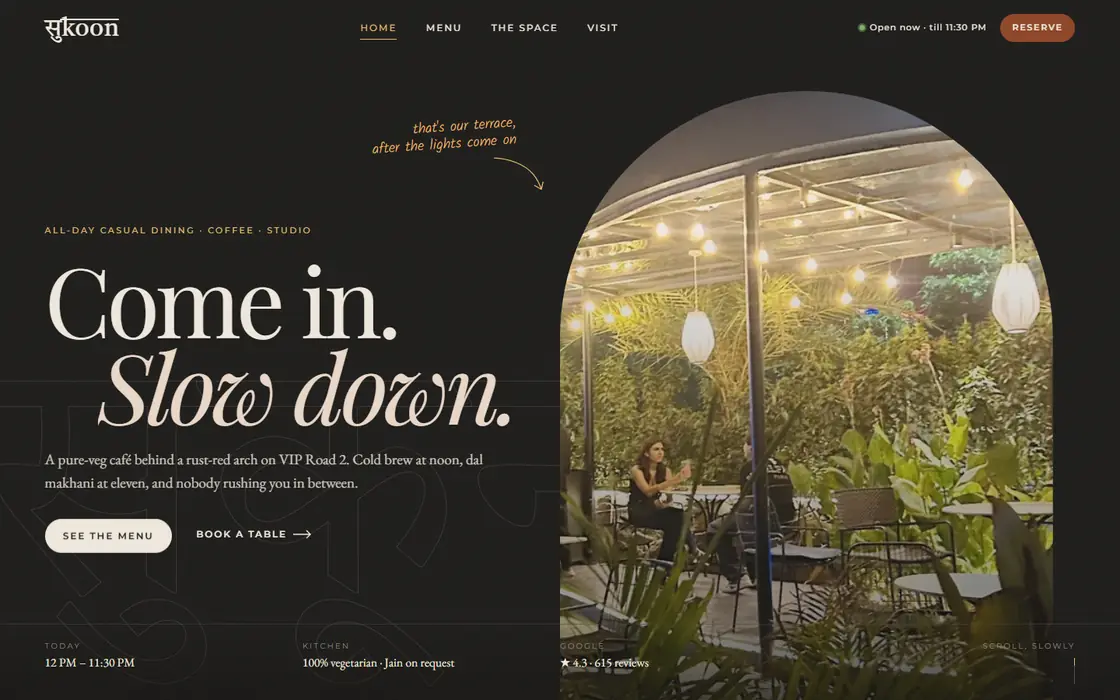 सुkoon
HOME
MENU
THE SPACE
VISIT
Open now · till 11:30 PM
RESERVE
that's our terrace,
after the lights come on
ALL-DAY CASUAL DINING · COFFEE · STUDIO
Come in.
Slow down.
A pure-veg café behind a rust-red arch on VIP Road 2. Cold brew at noon, dal
makhani at eleven, and nobody rushing you in between.
SEE THE MENU
BOOK A TABLE →
TODAY
12 PM – 11:30 PM
KITCHEN
100% vegetarian · Jain on request
GOOGLE
★ 4.3 · 615 reviews
SCROLL, SLOWLY